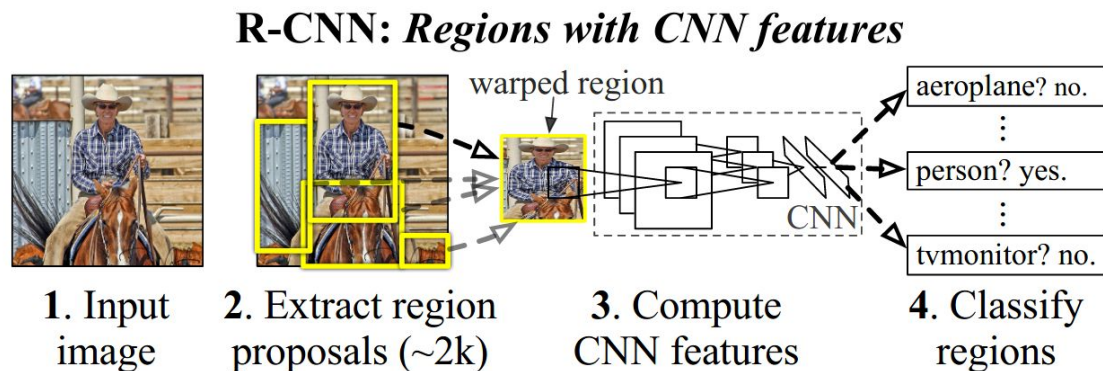 R-CNN: Regions with CNN features
warped region
aeroplane? no.
⋮
person? yes.
⋮
CNN
tvmonitor? no.
1. Input
image
2. Extract region
proposals (~2k)
3. Compute
CNN features
4. Classify
regions